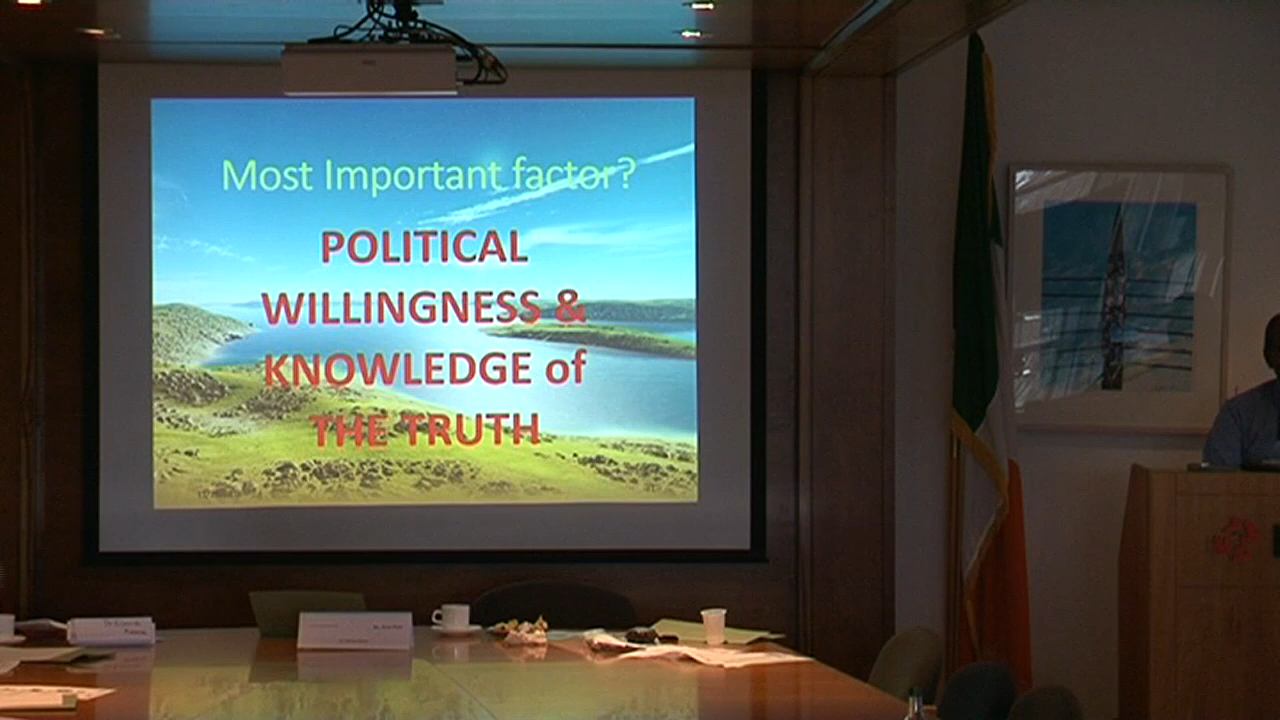 Most Important factor?
POLITICAL
WILLINGNESS &
KNOWLEDGE of
THE TRUTH